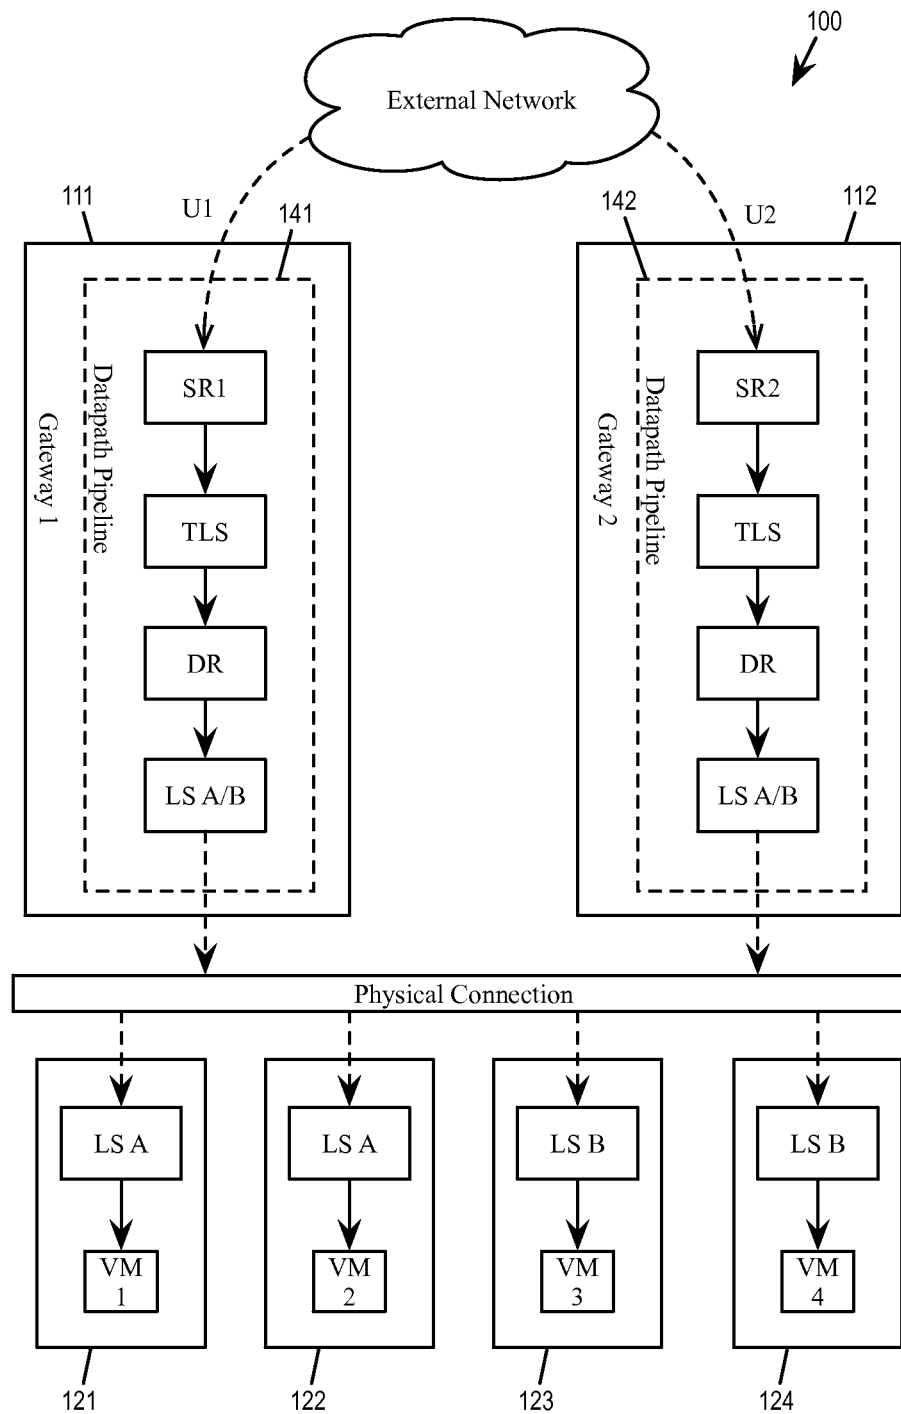 100
External Network
111
U1
141
142
U2
112
Gateway 1
Datapath Pipeline
SR1
TLS
DR
LS A/B
Gateway 2
Datapath Pipeline
SR2
TLS
DR
LS A/B
Physical Connection
LS A
LS A
LS B
LS B
VM
1
VM
2
VM
3
VM
4
121
122
123
124